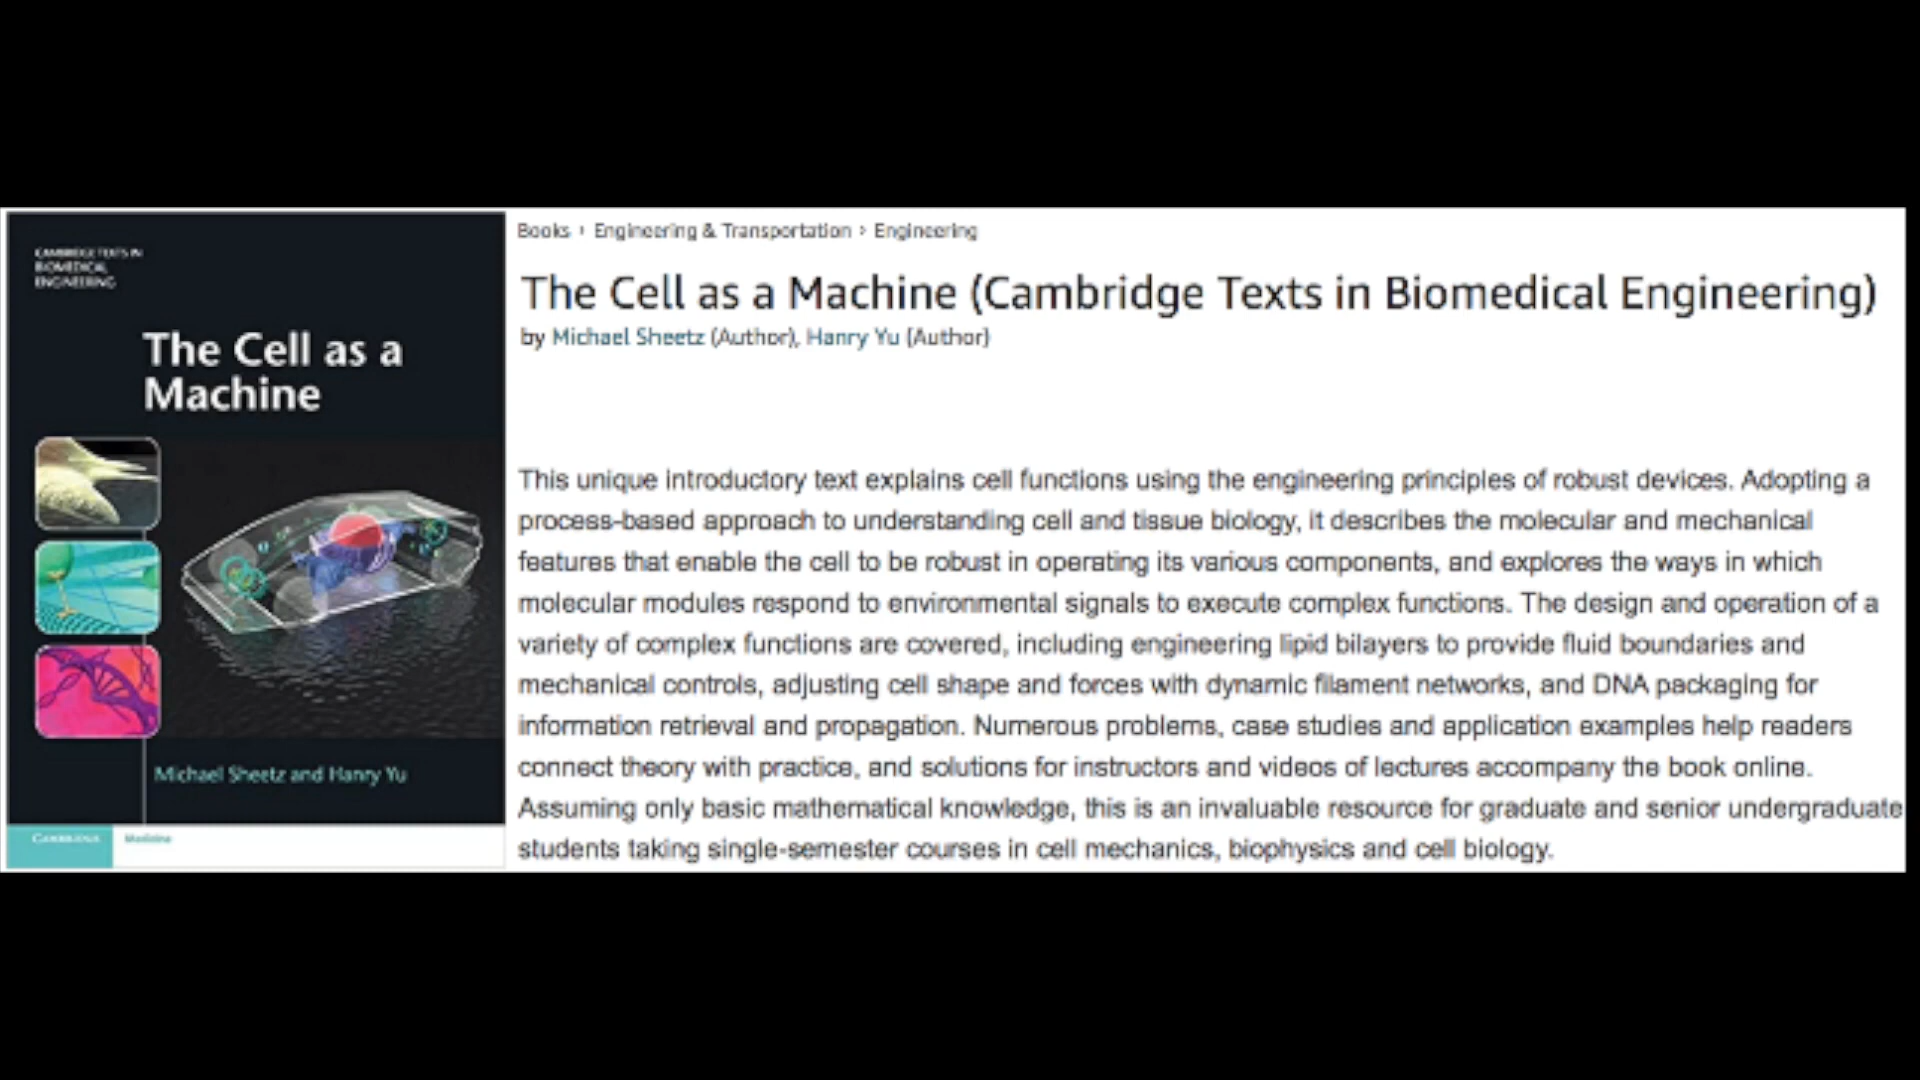 CAMBRIDGE TEXTS IN
BIOMEDICAL
ENGINEERING
The Cell as a
Machine
Michael Sheetz and Hanry Yu
CAMBRIDGE
Medicine
Books › Engineering & Transportation › Engineering
The Cell as a Machine (Cambridge Texts in Biomedical Engineering)
by Michael Sheetz (Author), Hanry Yu (Author)
This unique introductory text explains cell functions using the engineering principles of robust devices. Adopting a
process-based approach to understanding cell and tissue biology, it describes the molecular and mechanical
features that enable the cell to be robust in operating its various components, and explores the ways in which
molecular modules respond to environmental signals to execute complex functions. The design and operation of a
variety of complex functions are covered, including engineering lipid bilayers to provide fluid boundaries and
mechanical controls, adjusting cell shape and forces with dynamic filament networks, and DNA packaging for
information retrieval and propagation. Numerous problems, case studies and application examples help readers
connect theory with practice, and solutions for instructors and videos of lectures accompany the book online.
Assuming only basic mathematical knowledge, this is an invaluable resource for graduate and senior undergraduate
students taking single-semester courses in cell mechanics, biophysics and cell biology.